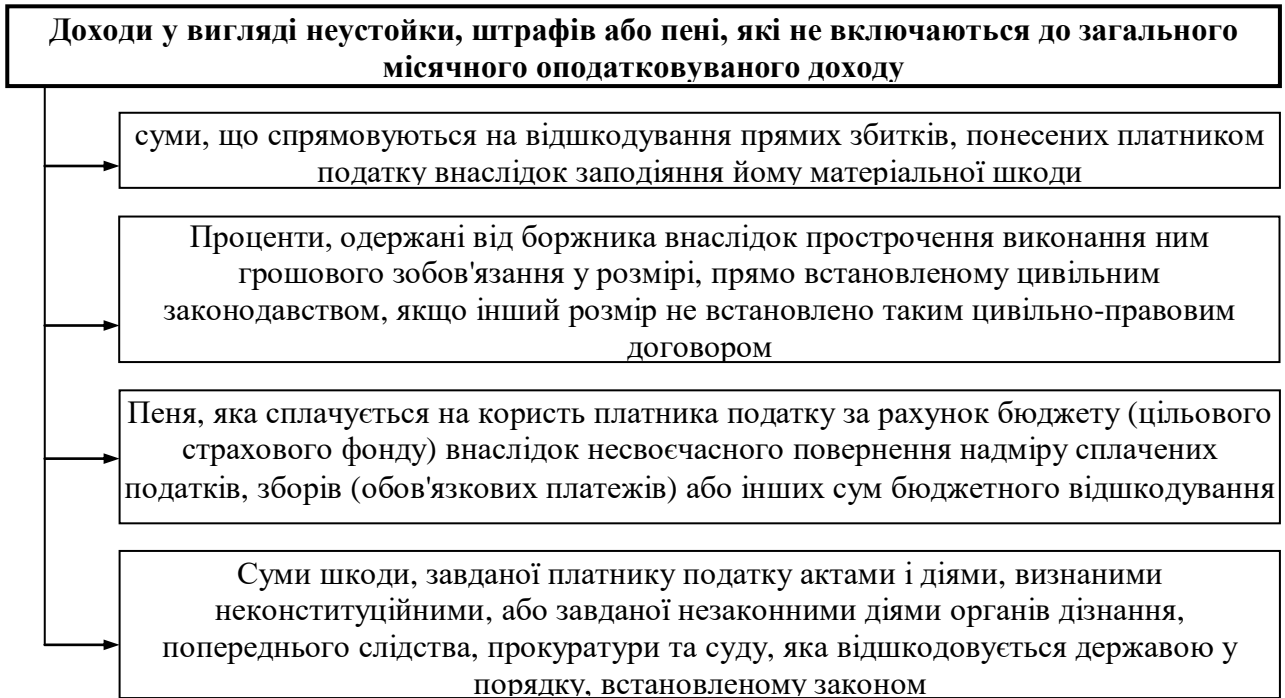 Доходи у вигляді неустойки, штрафів або пені, які не включаються до загального
місячного оподатковуваного доходу
суми, що спрямовуються на відшкодування прямих збитків, понесених платником
податку внаслідок заподіяння йому матеріальної шкоди
Проценти, одержані від боржника внаслідок прострочення виконання ним
грошового зобов'язання у розмірі, прямо встановленому цивільним
законодавством, якщо інший розмір не встановлено таким цивільно-правовим
договором
Пеня, яка сплачується на користь платника податку за рахунок бюджету (цільового
страхового фонду) внаслідок несвоєчасного повернення надміру сплачених
податків, зборів (обов'язкових платежів) або інших сум бюджетного відшкодування
Суми шкоди, завданої платнику податку актами і діями, визнаними
неконституційними, або завданої незаконними діями органів дізнання,
попереднього слідства, прокуратури та суду, яка відшкодовується державою у
порядку, встановленому законом